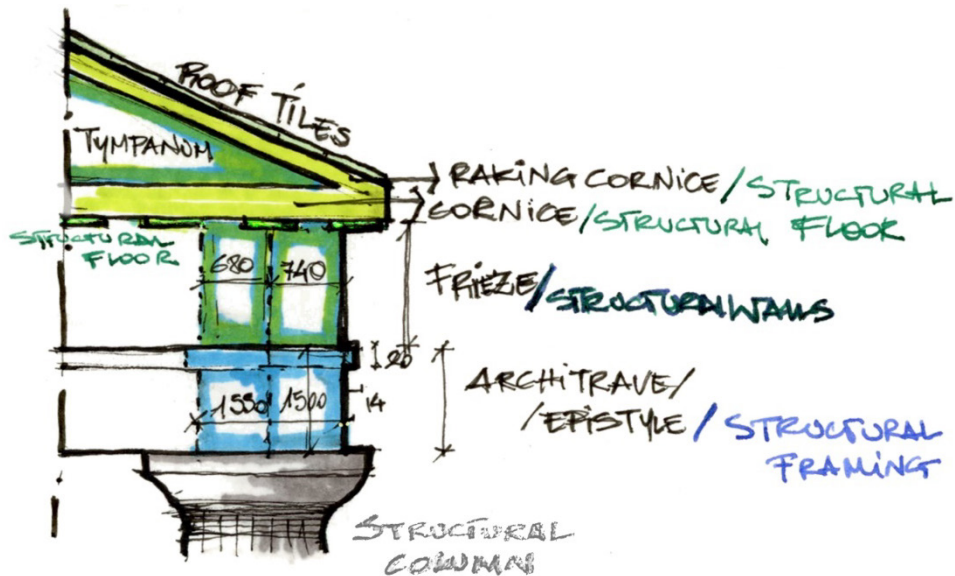 ROOF TILES
TYMPANUM
RAKING CORNICE/STRUCTURAL
CORNICE/STRUCTURAL FLOOR
STRUCTURAL
FLOOR
680 740
FRIEZE/STRUCTURAL WALLS
20
1550 1500
14
ARCHITRAVE/
/EPISTYLE/STRUCTURAL
FRAMING
STRUCTURAL
COLUMN